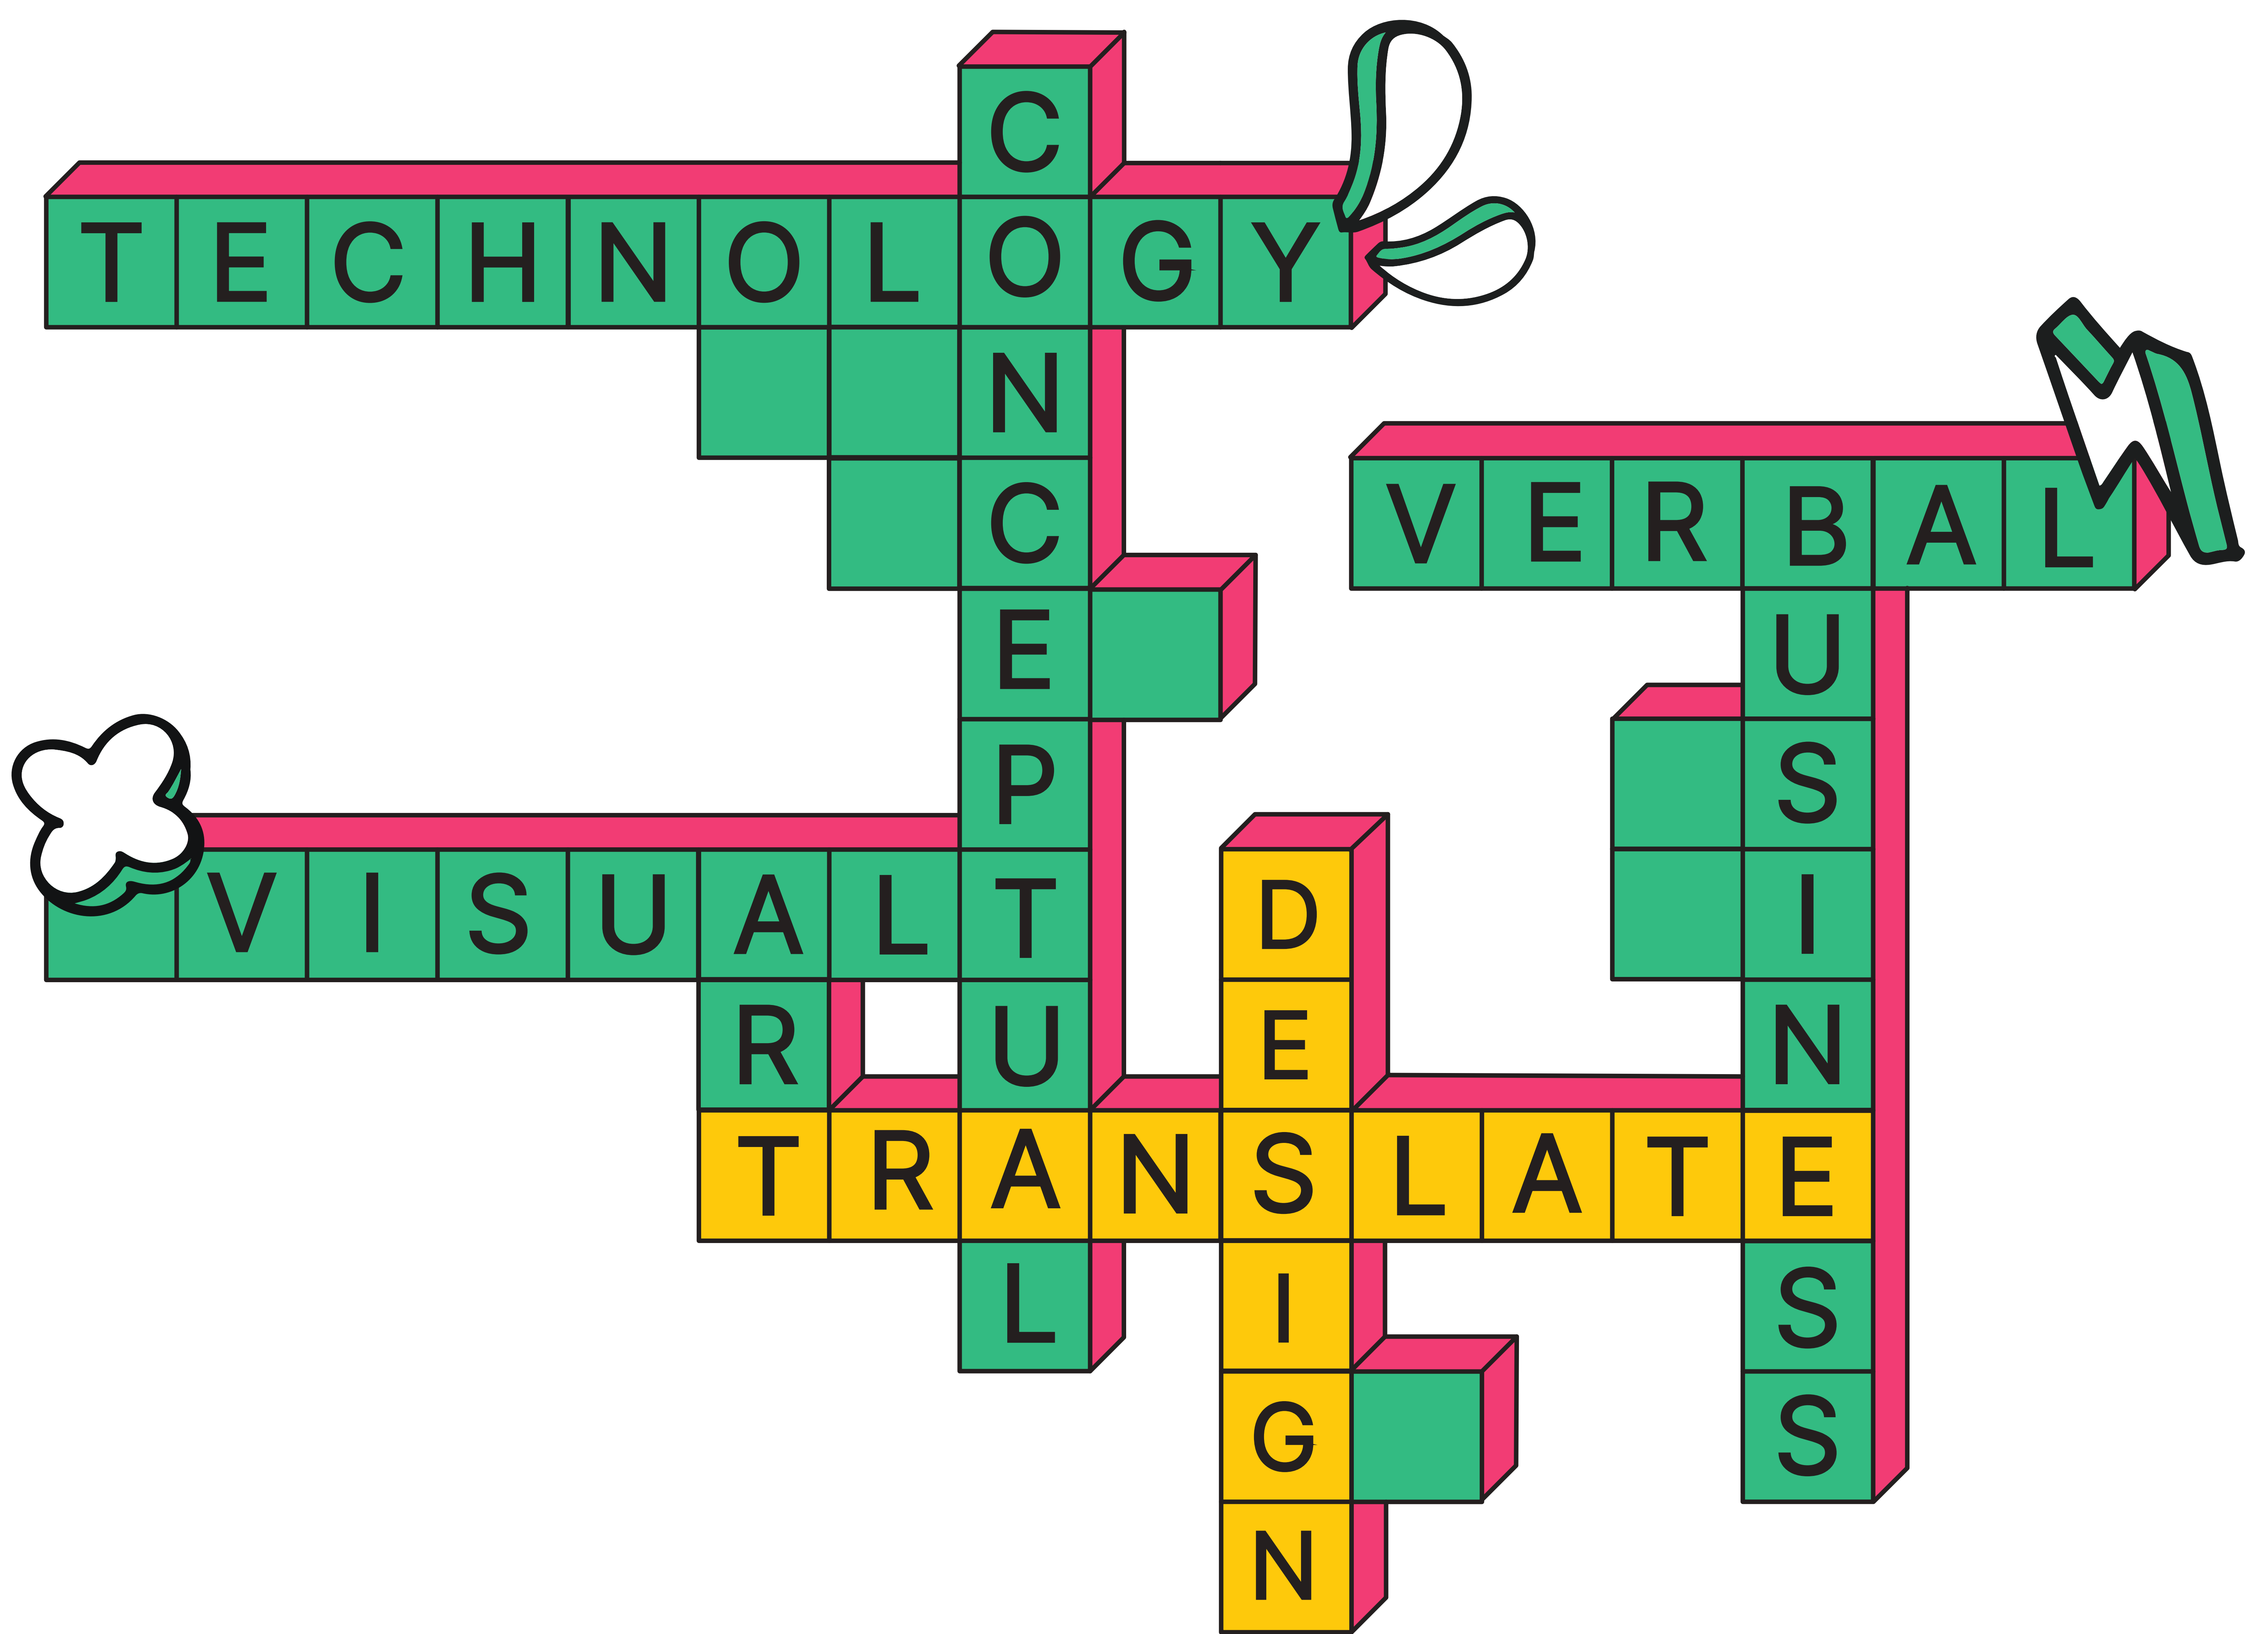 TECHNOLOGY
CONCEPTUAL
VERBAL
BUSINESS
VISUAL
ART
DESIGN
TRANSLATE